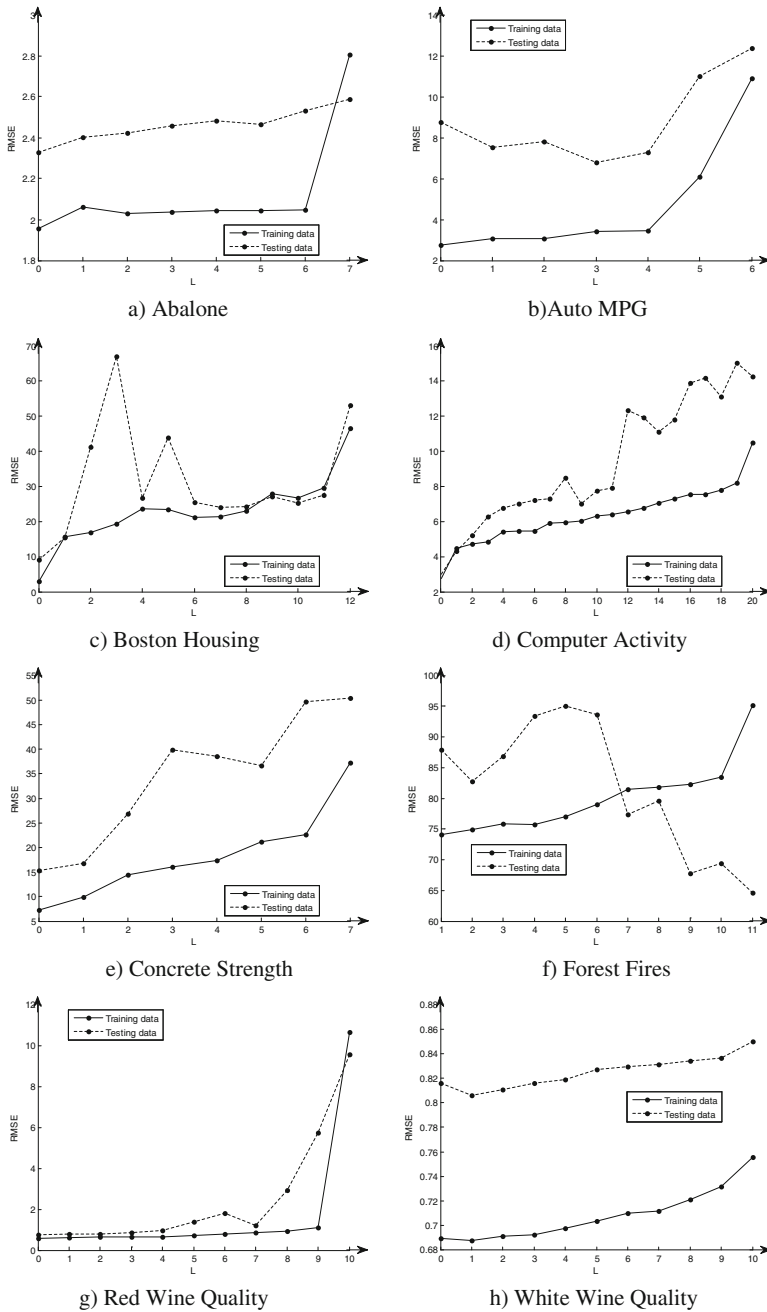 3
2.8
2.6
2.4
2.2
2
1.8
RMSE
0 1 2 3 4 5 6 7
L
Training data
Testing data
a) Abalone
14
12
10
8
6
4
2
RMSE
0 1 2 3 4 5 6
L
Training data
Testing data
b)Auto MPG
70
60
50
40
30
20
10
0
RMSE
0 2 4 6 8 10 12
L
Training data
Testing data
c) Boston Housing
16
14
12
10
8
6
4
2
RMSE
0 2 4 6 8 10 12 14 16 18 20
L
Training data
Testing data
d) Computer Activity
55
50
45
40
35
30
25
20
15
10
5
RMSE
0 1 2 3 4 5 6 7
L
Training data
Testing data
e) Concrete Strength
100
95
90
85
80
75
70
65
60
RMSE
1 2 3 4 5 6 7 8 9 10 11
L
Training data
Testing data
f) Forest Fires
12
10
8
6
4
2
0
RMSE
0 1 2 3 4 5 6 7 8 9 10
L
Training data
Testing data
g) Red Wine Quality
0.88
0.86
0.84
0.82
0.8
0.78
0.76
0.74
0.72
0.7
0.68
RMSE
0 1 2 3 4 5 6 7 8 9 10
L
Training data
Testing data
h) White Wine Quality